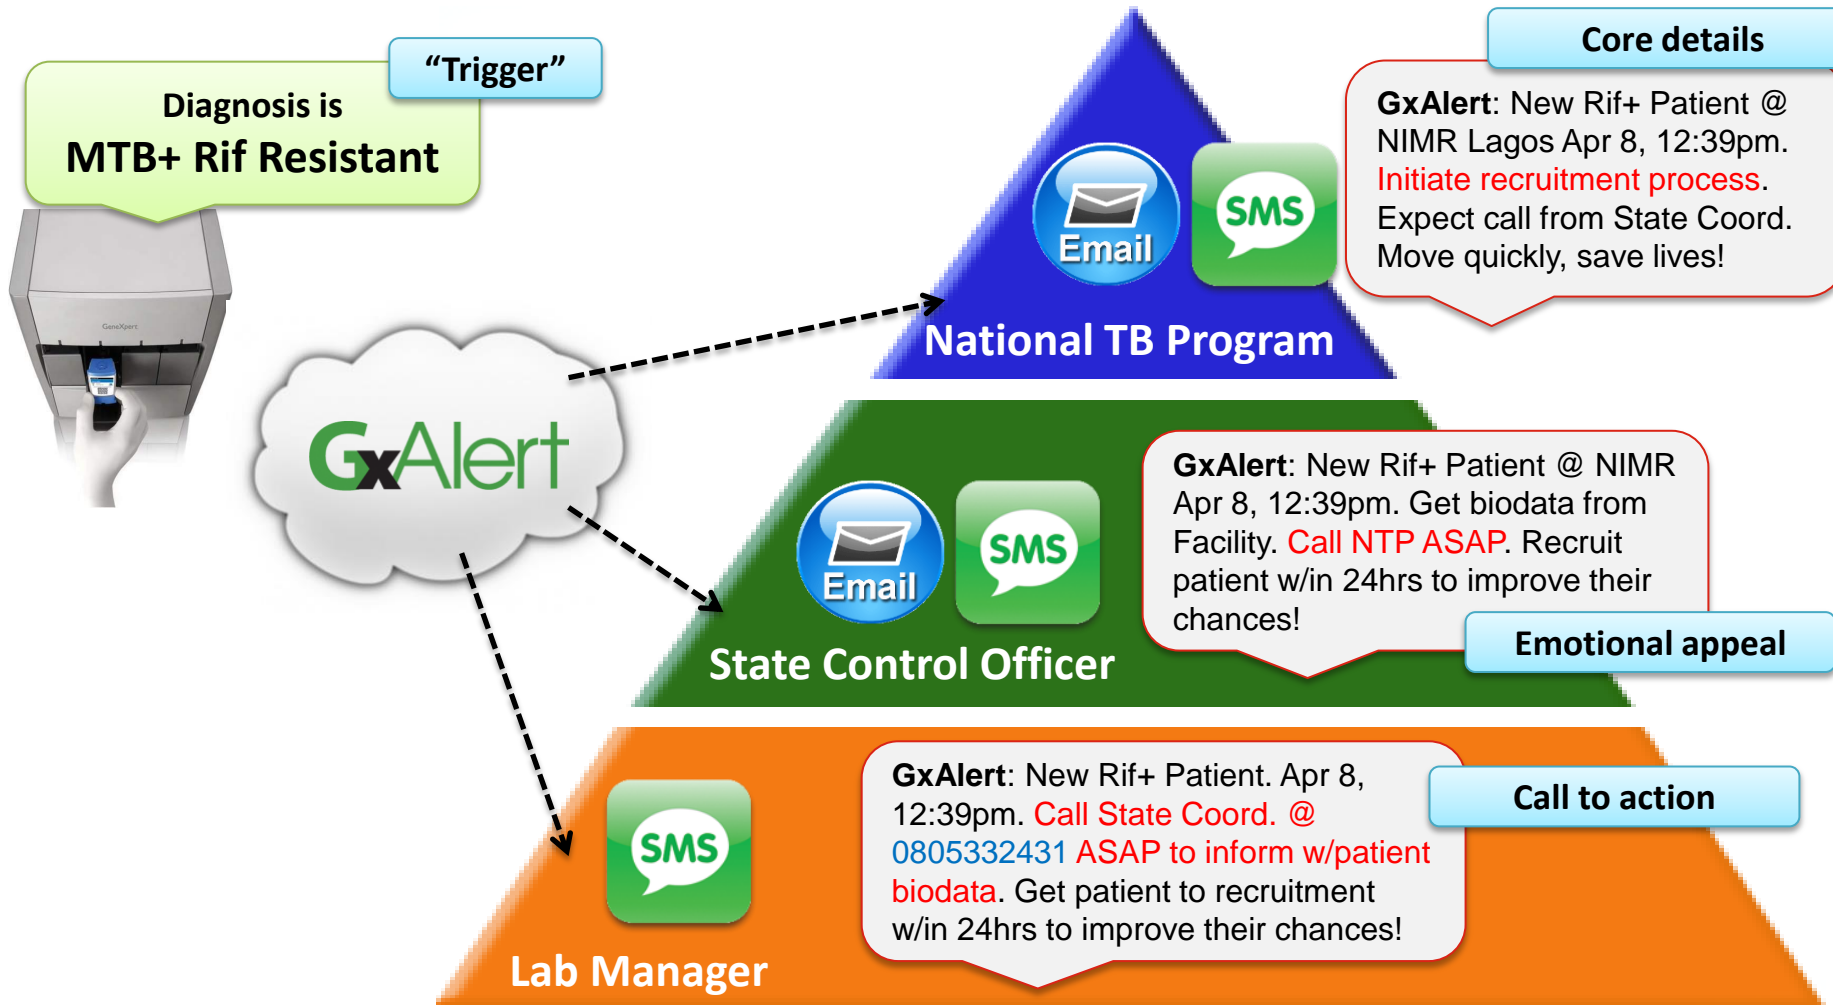 “Trigger”
Diagnosis is
MTB+ Rif Resistant
GeneXpert
GxAlert
Core details
GxAlert: New Rif+ Patient @
NIMR Lagos Apr 8, 12:39pm.
Initiate recruitment process.
Expect call from State Coord.
Move quickly, save lives!
Email
SMS
National TB Program
GxAlert: New Rif+ Patient @ NIMR
Apr 8, 12:39pm. Get biodata from
Facility. Call NTP ASAP. Recruit
patient w/in 24hrs to improve their
chances!
Emotional appeal
Email
SMS
State Control Officer
GxAlert: New Rif+ Patient. Apr 8,
12:39pm. Call State Coord. @
0805332431 ASAP to inform w/patient
biodata. Get patient to recruitment
w/in 24hrs to improve their chances!
Call to action
SMS
Lab Manager